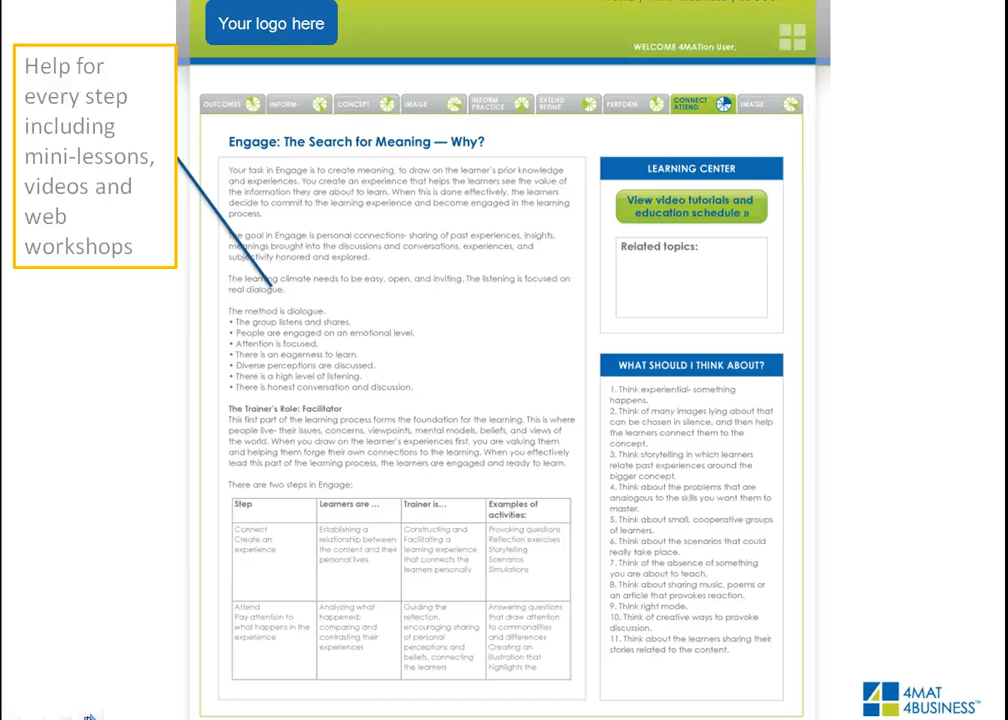 Your logo here
WELCOME 4MATion User,
Help for
every step
including
mini-lessons,
videos and
web
workshops
OUTCOMES
INFORM
CONCEPT
IMAGE
INFORM
PRACTICE
EXTEND
REFINE
PERFORM
CONNECT
ATTEND
IMAGE
Engage: The Search for Meaning — Why?
Your task in Engage is to create meaning, to draw on the learner's prior knowledge
and experiences. You create an experience that helps the learners see the value of
the information they are about to learn. When this is done effectively, the learners
decide to commit to the learning experience and become engaged in the learning
process.
The goal in Engage is personal connections- sharing of past experiences, insights,
meanings brought into the discussions and conversations, experiences, and
subjectivity honored and explored.
The learning climate needs to be easy, open, and inviting. The listening is focused on
real dialogue.
The method is dialogue.
• The group listens and shares.
• People are engaged on an emotional level.
• Attention is focused.
• There is an eagerness to learn.
• Diverse perceptions are discussed.
• There is a high level of listening.
• There is honest conversation and discussion.
The Trainer's Role: Facilitator
This first part of the learning process forms the foundation for the learning. This is where
people live- their issues, concerns, viewpoints, mental models, beliefs, and views of
the world. When you draw on the learner's experiences first, you are valuing them
and helping them forge their own connections to the learning. When you effectively
lead this part of the learning process, the learners are engaged and ready to learn.
There are two steps in Engage:
Step
Learners are ...
Trainer is...
Examples of
activities:
Connect
Create an
experience
Establishing a
relationship between
the content and their
personal lives.
Constructing and
Facilitating a
learning experience
that connects the
learners personally
Provoking questions
Reflection exercises
Storytelling
Scenarios
Simulations
Attend
Pay attention to
what happens in the
experience
Analyzing what
happened;
comparing and
contrasting their
experiences
Guiding the
reflection,
encouraging sharing
of personal
perceptions and
beliefs, connecting
the learners
Answering questions
that draw attention
to commonalities
and differences
Creating an
illustration that
highlights the
LEARNING CENTER
View video tutorials and
education schedule »
Related topics:
WHAT SHOULD I THINK ABOUT?
1. Think experiential- something
happens.
2. Think of many images lying about that
can be chosen in silence, and then help
the learners connect them to the
concept.
3. Think storytelling in which learners
relate past experiences around the
bigger concept.
4. Think about the problems that are
analogous to the skills you want them to
master.
5. Think about small, cooperative groups
of learners.
6. Think about the scenarios that could
really take place.
7. Think of the absence of something
you are about to teach.
8. Think about sharing music, poems or
an article that provokes reaction.
9. Think right mode.
10. Think of creative ways to provoke
discussion.
11. Think about the learners sharing their
stories related to the content.
4MAT
4BUSINESS™